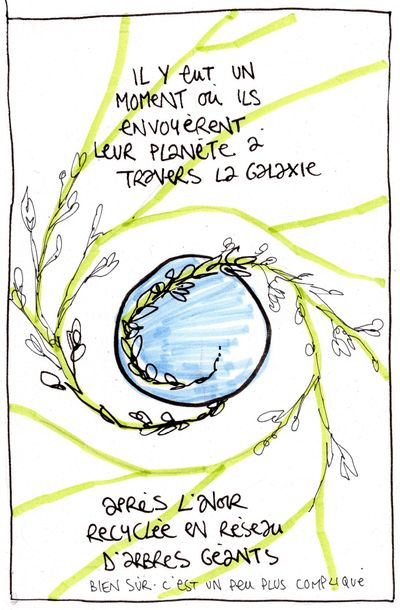 IL Y EUT UN
MOMENT OÙ ILS
ENVOYÈRENT
LEUR PLANÈTE À
TRAVERS LA GALAXIE
APRÈS L'AVOIR
RECYCLÉE EN RÉSEAU
D'ARBRES GÉANTS
BIEN SÛR. C'EST UN PEU PLUS COMPLIQUÉ